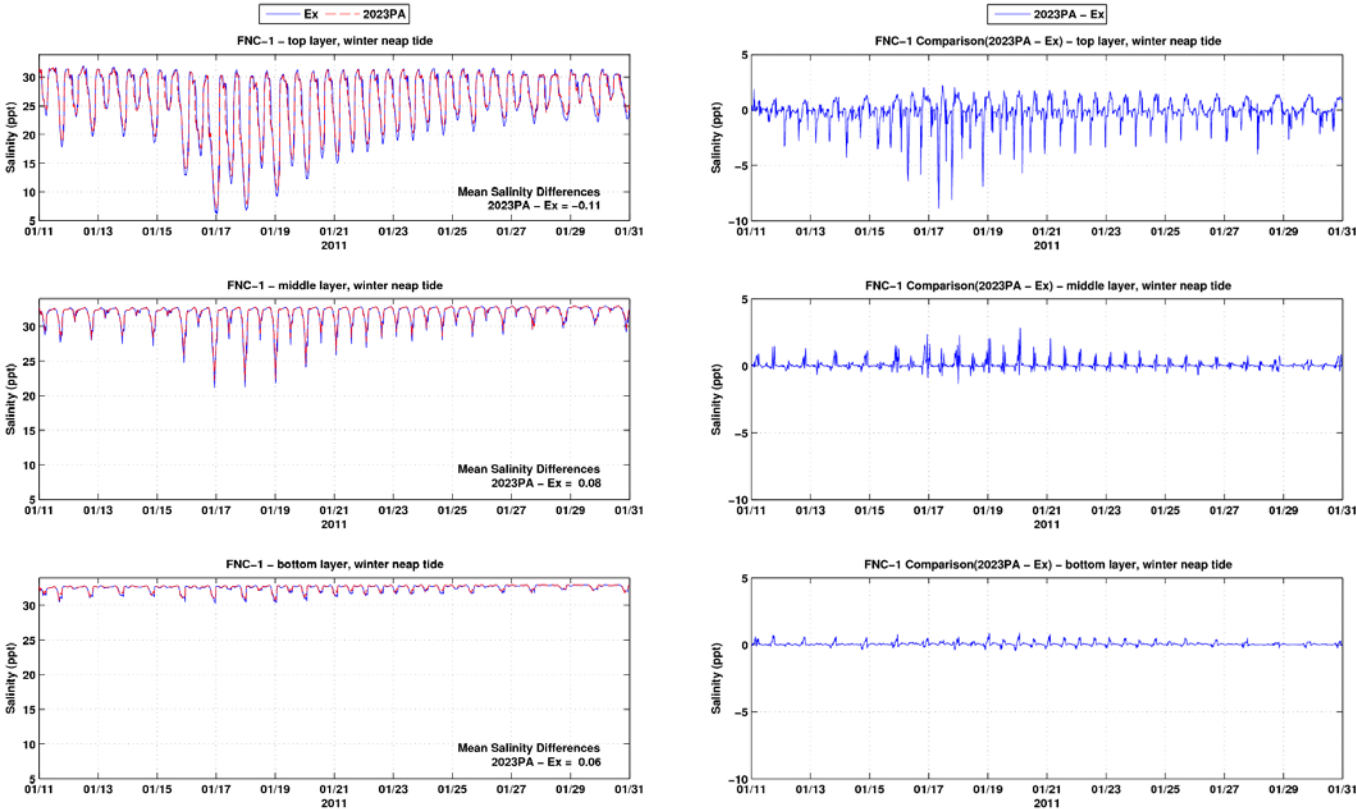 Ex 2023PA
FNC−1 − top layer, winter neap tide
Salinity (ppt)
30
25
20
15
10
5
Mean Salinity Differences
2023PA − Ex = −0.11
01/11 01/13 01/15 01/17 01/19 01/21 01/23 01/25 01/27 01/29 01/31
2011
2023PA − Ex
FNC−1 Comparison(2023PA − Ex) − top layer, winter neap tide
Salinity (ppt)
5
0
−5
−10
01/11 01/13 01/15 01/17 01/19 01/21 01/23 01/25 01/27 01/29 01/31
2011
FNC−1 − middle layer, winter neap tide
Salinity (ppt)
30
25
20
15
10
5
Mean Salinity Differences
2023PA − Ex = 0.08
01/11 01/13 01/15 01/17 01/19 01/21 01/23 01/25 01/27 01/29 01/31
2011
FNC−1 Comparison(2023PA − Ex) − middle layer, winter neap tide
Salinity (ppt)
5
0
−5
−10
01/11 01/13 01/15 01/17 01/19 01/21 01/23 01/25 01/27 01/29 01/31
2011
FNC−1 − bottom layer, winter neap tide
Salinity (ppt)
30
25
20
15
10
5
Mean Salinity Differences
2023PA − Ex = 0.06
01/11 01/13 01/15 01/17 01/19 01/21 01/23 01/25 01/27 01/29 01/31
2011
FNC−1 Comparison(2023PA − Ex) − bottom layer, winter neap tide
Salinity (ppt)
5
0
−5
−10
01/11 01/13 01/15 01/17 01/19 01/21 01/23 01/25 01/27 01/29 01/31
2011